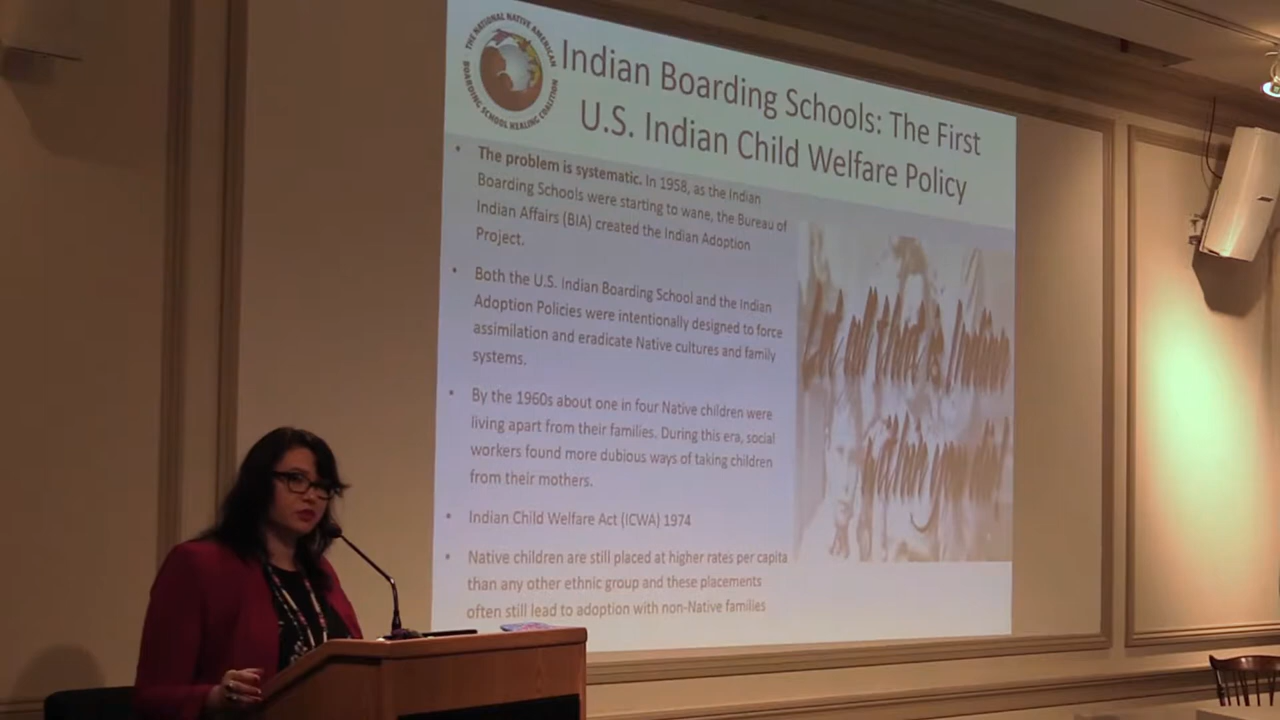 THE NATIONAL NATIVE AMERICAN
BOARDING SCHOOL HEALING COALITION
Indian Boarding Schools: The First
U.S. Indian Child Welfare Policy
• The problem is systematic. In 1958, as the Indian
Boarding Schools were starting to wane, the Bureau of
Indian Affairs (BIA) created the Indian Adoption
Project.
• Both the U.S. Indian Boarding School and the Indian
Adoption Policies were intentionally designed to force
assimilation and eradicate Native cultures and family
systems.
• By the 1960s about one in four Native children were
living apart from their families. During this era, social
workers found more dubious ways of taking children
from their mothers.
• Indian Child Welfare Act (ICWA) 1974
• Native children are still placed at higher rates per capita
than any other ethnic group and these placements
often still lead to adoption with non-Native families